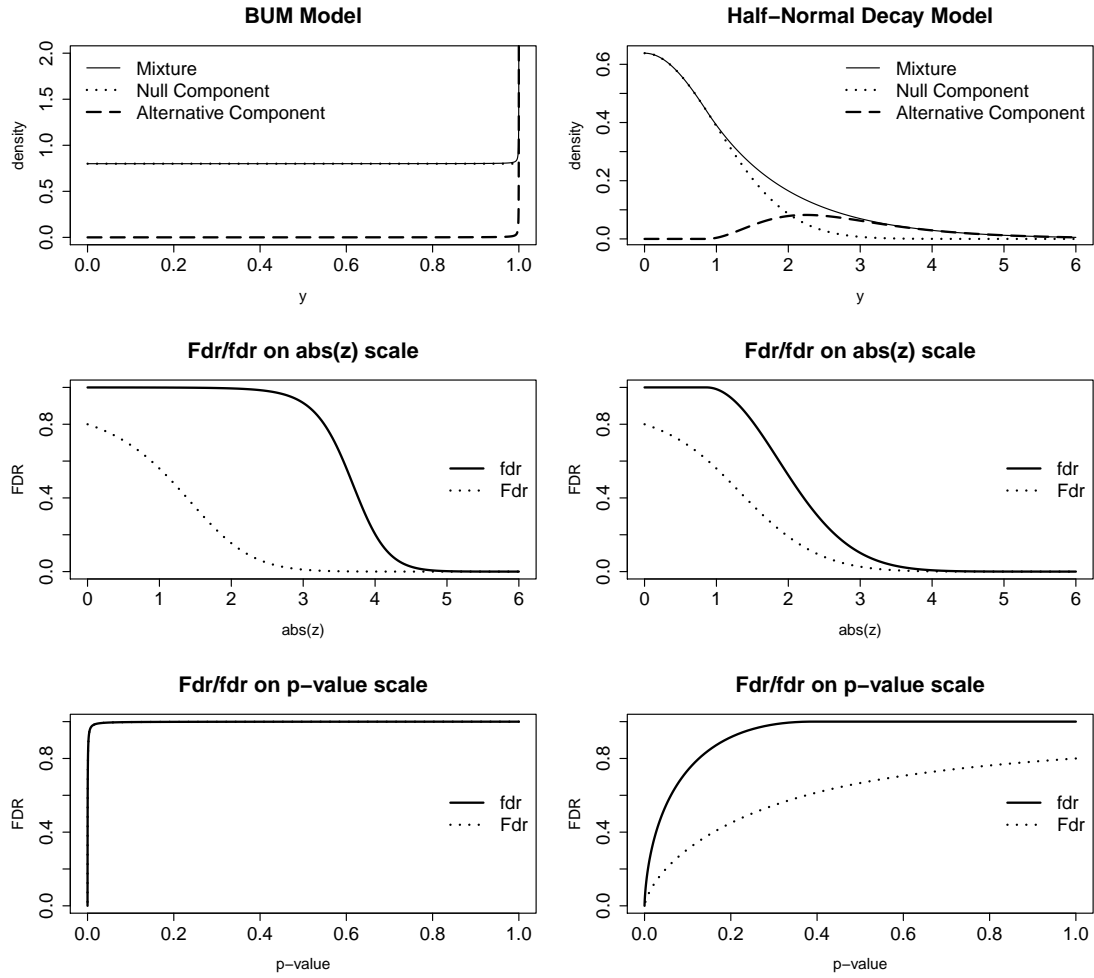 BUM Model
2.0
1.5
1.0
0.5
0.0
density
Mixture
Null Component
Alternative Component
0.0 0.2 0.4 0.6 0.8 1.0
y
Half−Normal Decay Model
0.6
0.4
0.2
0.0
density
Mixture
Null Component
Alternative Component
0 1 2 3 4 5 6
y
Fdr/fdr on abs(z) scale
0.8
0.4
0.0
FDR
fdr
Fdr
0 1 2 3 4 5 6
abs(z)
Fdr/fdr on abs(z) scale
0.8
0.4
0.0
FDR
fdr
Fdr
0 1 2 3 4 5 6
abs(z)
Fdr/fdr on p−value scale
0.8
0.4
0.0
FDR
fdr
Fdr
0.0 0.2 0.4 0.6 0.8 1.0
p−value
Fdr/fdr on p−value scale
0.8
0.4
0.0
FDR
fdr
Fdr
0.0 0.2 0.4 0.6 0.8 1.0
p−value